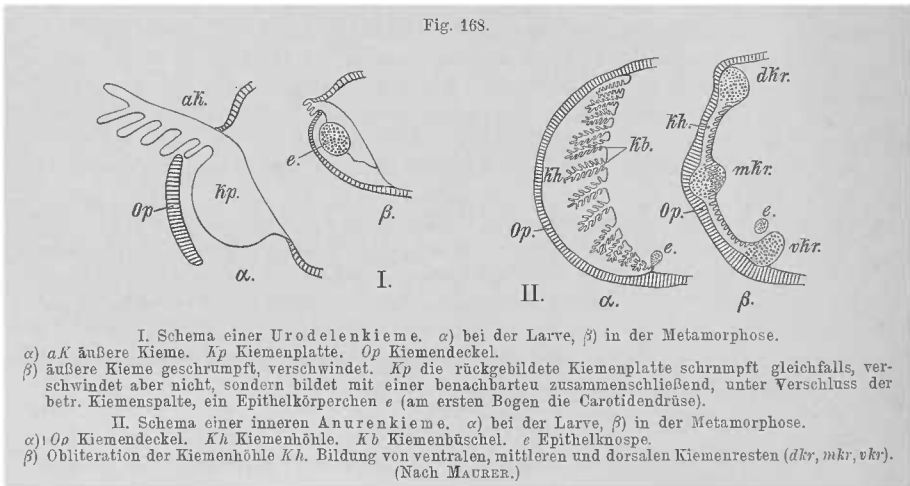 Fig. 168.
ak.
e.
kp.
Op
α.
β.
I.
kh.
kb.
Op.
e.
II.
α.
dkr.
kh.
mkr.
Op.
e.
vkr.
β.
I. Schema einer Urodelenkieme. α) bei der Larve, β) in der Metamorphose.
α) aK äußere Kieme. Kp Kiemenplatte. Op Kiemendeckel.
β) äußere Kieme geschrumpft, verschwindet. Kp die rückgebildete Kiemenplatte schrnmpft gleichfalls, ver-
schwindet aber nicht, sondern bildet mit einer benachbarteu zusammenschließend, unter Verschluss der
betr. Kiemenspalte, ein Epithelkörperchen e (am ersten Bogen die Carotidendrüse).
II. Schema einer inneren Anurenkieme. α) bei der Larve, β) in der Metamorphose.
α) Op Kiemendeckel. Kh Kiemenhöhle. Kb Kiemenbüschel. e Epithelknospe.
β) Obliteration der Kiemenhöhle Kh. Bildung von ventralen, mittleren und dorsalen Kiemenresten (dkr, mkr, vkr).
(Nach MAURER.)